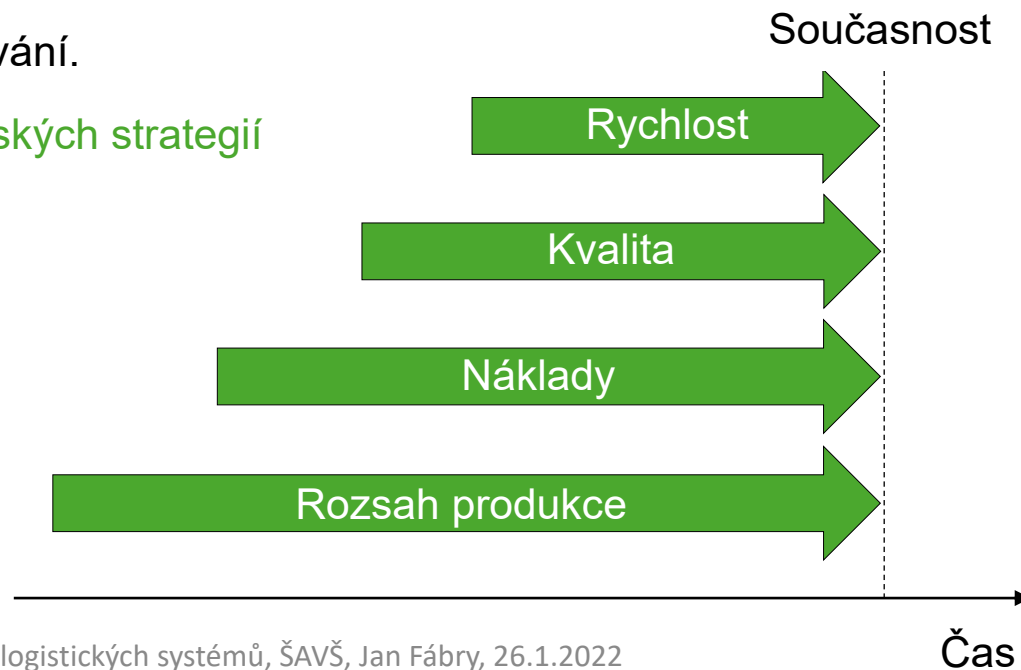 Současnost
vání.
Rychlost
ských strategií
Kvalita
Náklady
Rozsah produkce
logistických systémů, ŠAVŠ, Jan Fábry, 26.1.2022
Čas